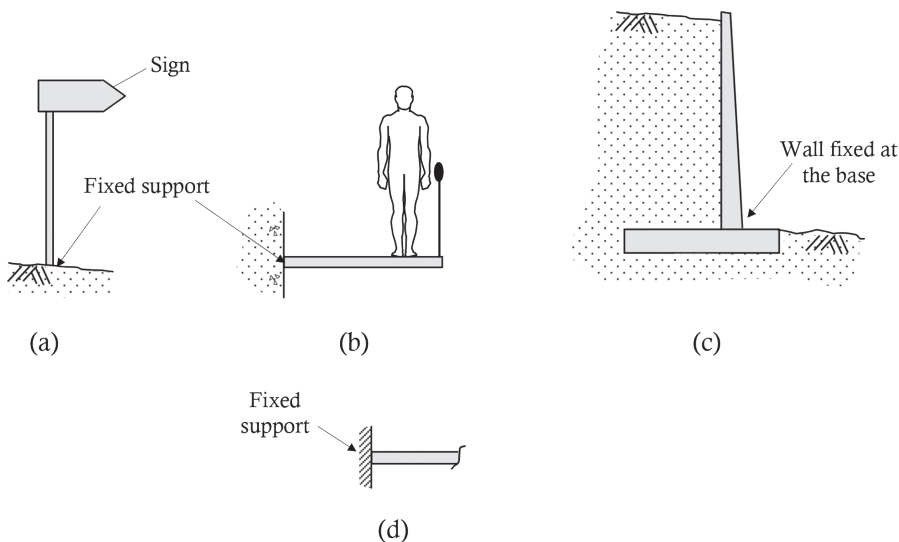 Sign
Fixed support
Wall fixed at
the base
(a)
(b)
(c)
Fixed
support
(d)